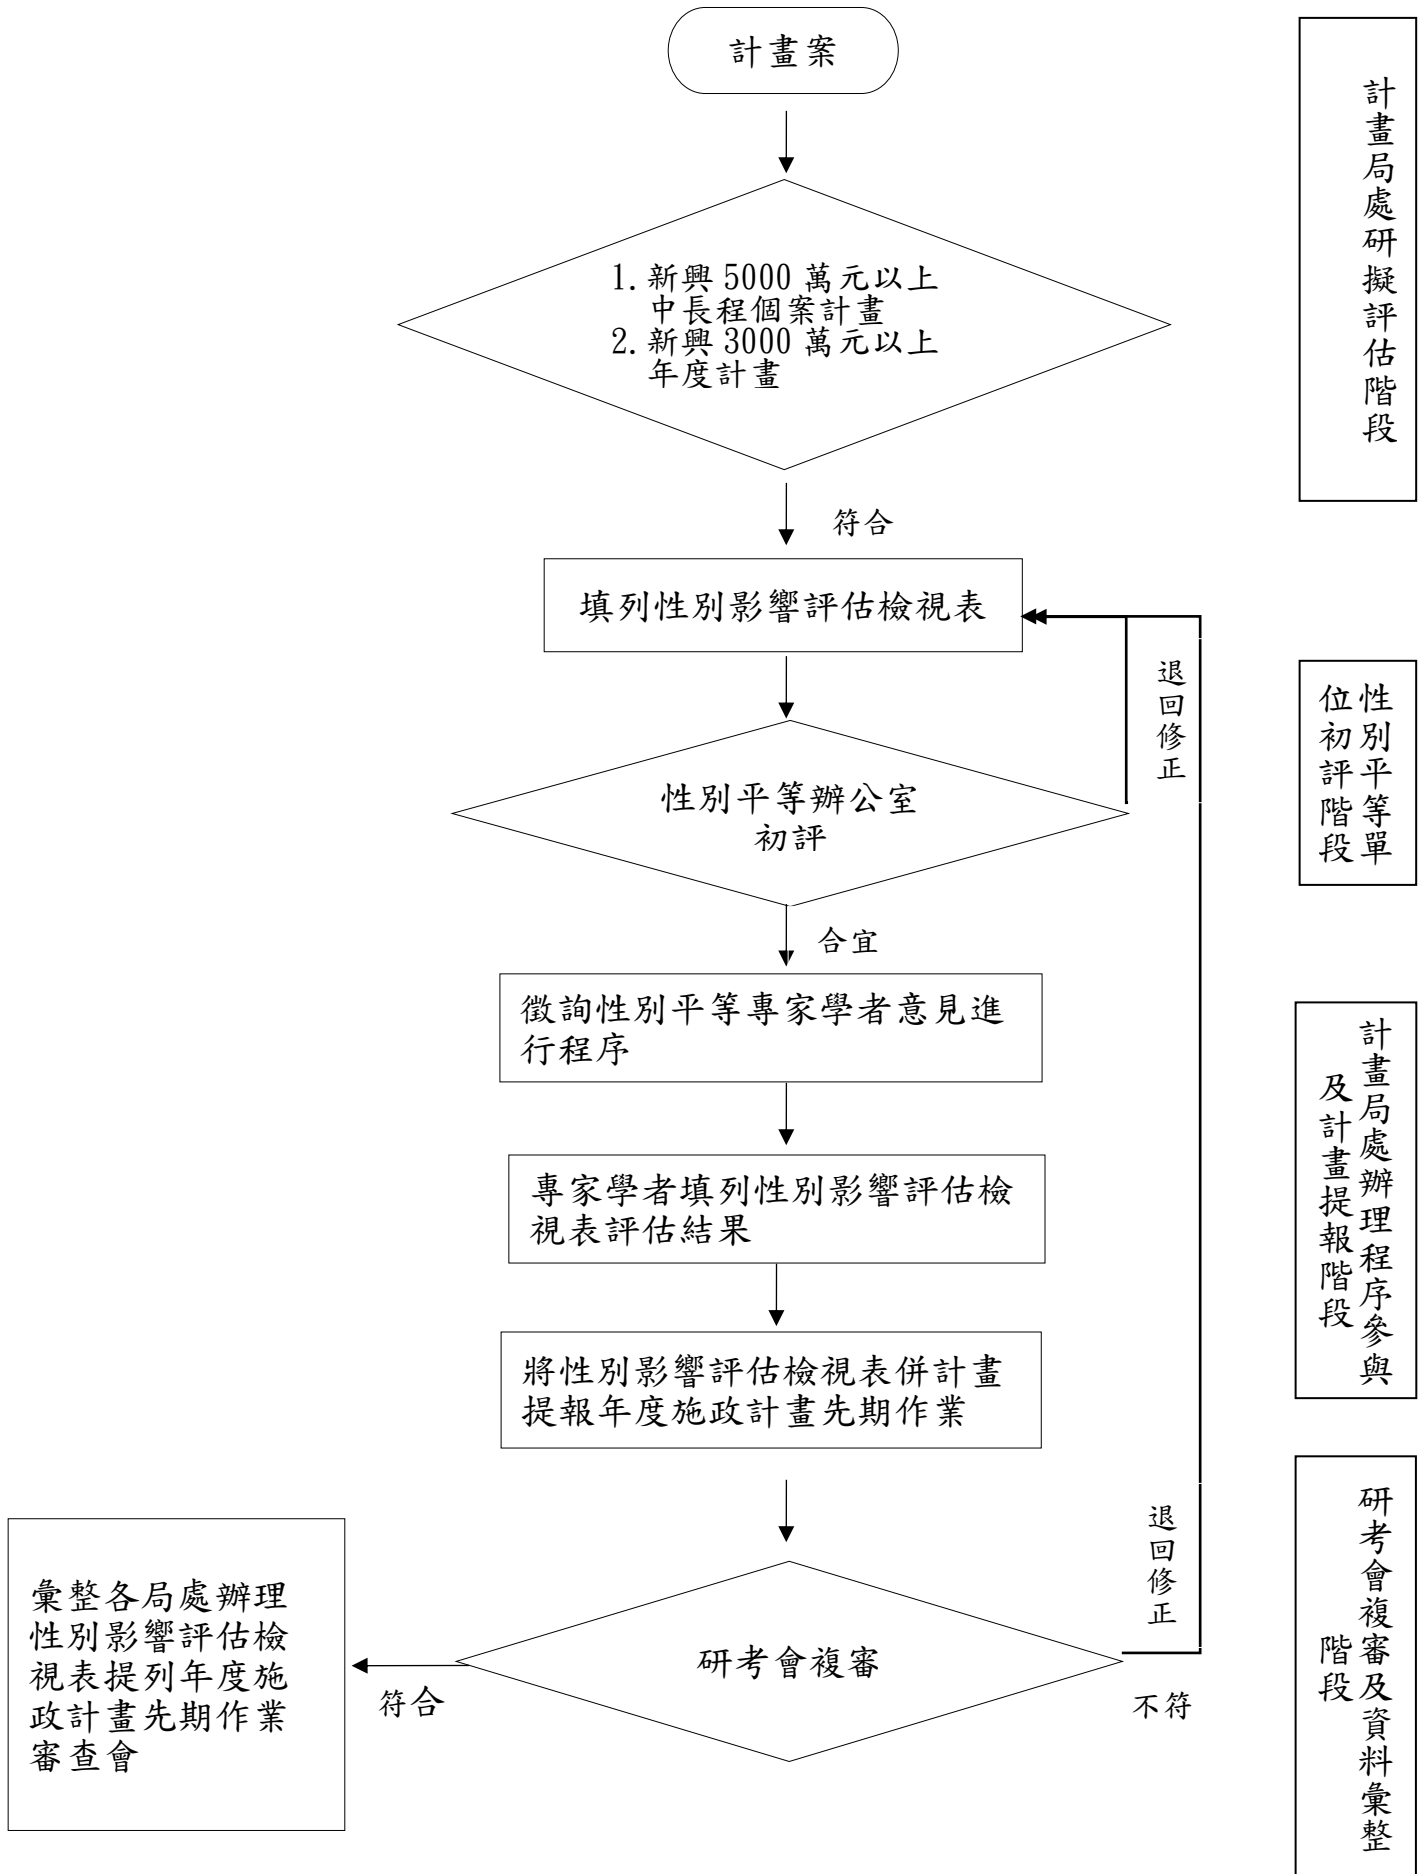 計畫案
計畫局處研擬評估階段
1.新興 5000 萬元以上
中長程個案計畫
2.新興 3000 萬元以上
年度計畫
符合
填列性別影響評估檢視表
退回修正
性別平等單
位初評階段
性別平等辦公室
初評
合宜
徵詢性別平等專家學者意見進
行程序
計畫局處辦理程序參與
及計畫提報階段
專家學者填列性別影響評估檢
視表評估結果
將性別影響評估檢視表併計畫
提報年度施政計畫先期作業
退回修正
研考會複審及資料彙整
階段
彙整各局處辦理
性別影響評估檢
視表提列年度施
政計畫先期作業
審查會
符合
研考會複審
不符